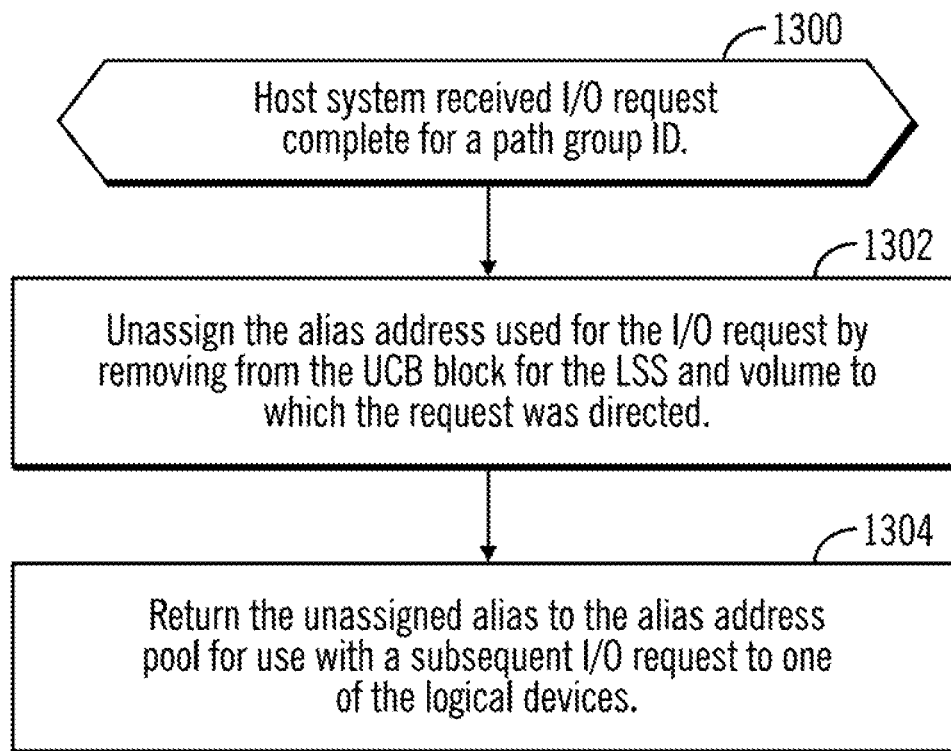 1300
Host system received I/O request
complete for a path group ID.
1302
Unassign the alias address used for the I/O request by
removing from the UCB block for the LSS and volume to
which the request was directed.
1304
Return the unassigned alias to the alias address
pool for use with a subsequent I/O request to one
of the logical devices.